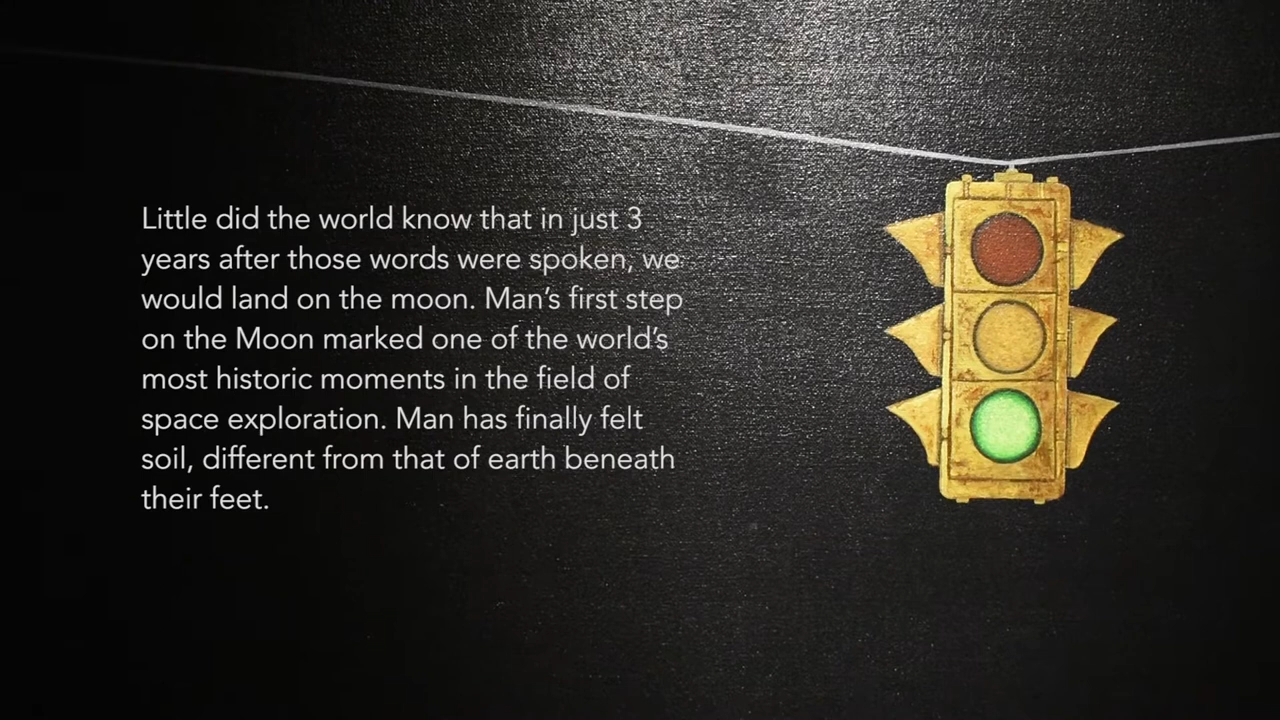 Little did the world know that in just 3
years after those words were spoken, we
would land on the moon. Man’s first step
on the Moon marked one of the world’s
most historic moments in the field of
space exploration. Man has finally felt
soil, different from that of earth beneath
their feet.